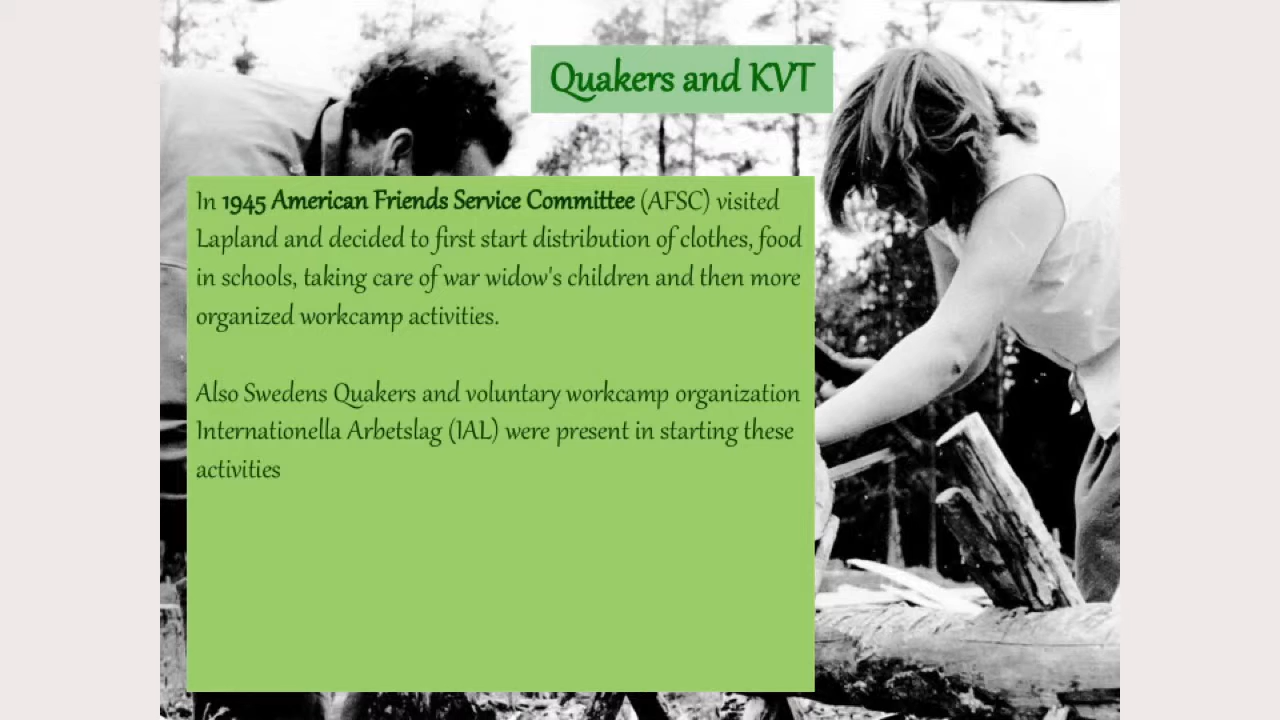 Quakers and KVT
In 1945 American Friends Service Committee (AFSC) visited
Lapland and decided to first start distribution of clothes, food
in schools, taking care of war widow's children and then more
organized workcamp activities.
Also Swedens Quakers and voluntary workcamp organization
Internationella Arbetslag (IAL) were present in starting these
activities